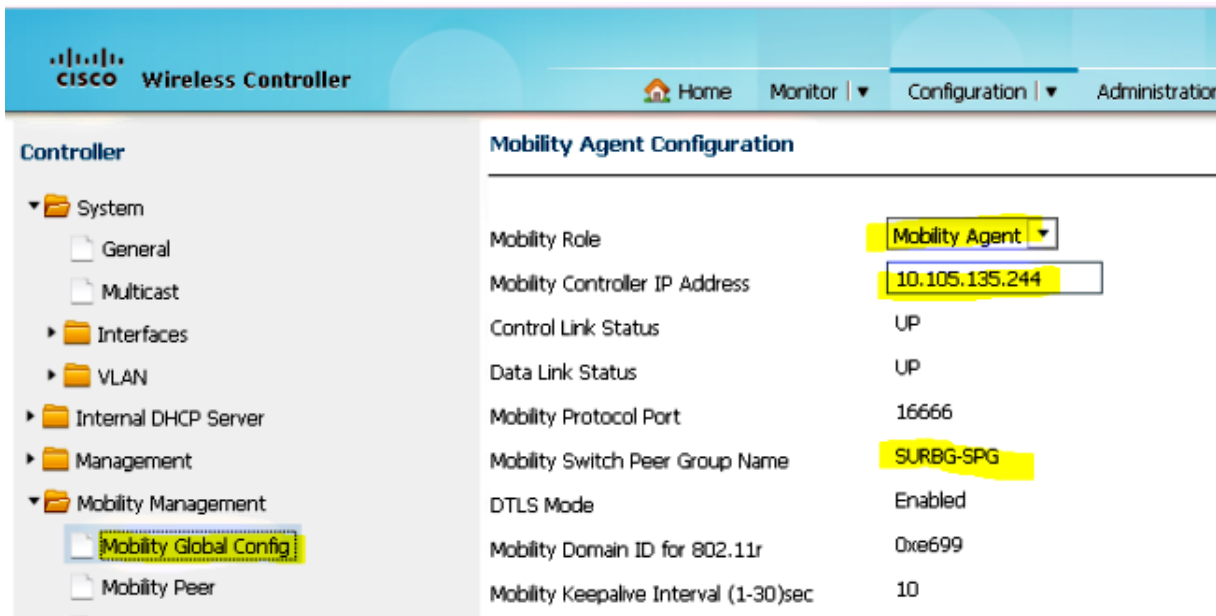 CISCO Wireless Controller
Home Monitor Configuration Administration
Controller
System
General
Multicast
Interfaces
VLAN
Internal DHCP Server
Management
Mobility Management
Mobility Global Config
Mobility Peer
Mobility Agent Configuration
Mobility Role Mobility Agent
Mobility Controller IP Address 10.105.135.244
Control Link Status UP
Data Link Status UP
Mobility Protocol Port 16666
Mobility Switch Peer Group Name SURBG-SPG
DTLS Mode Enabled
Mobility Domain ID for 802.11r 0xe699
Mobility Keepalive Interval (1-30)sec 10